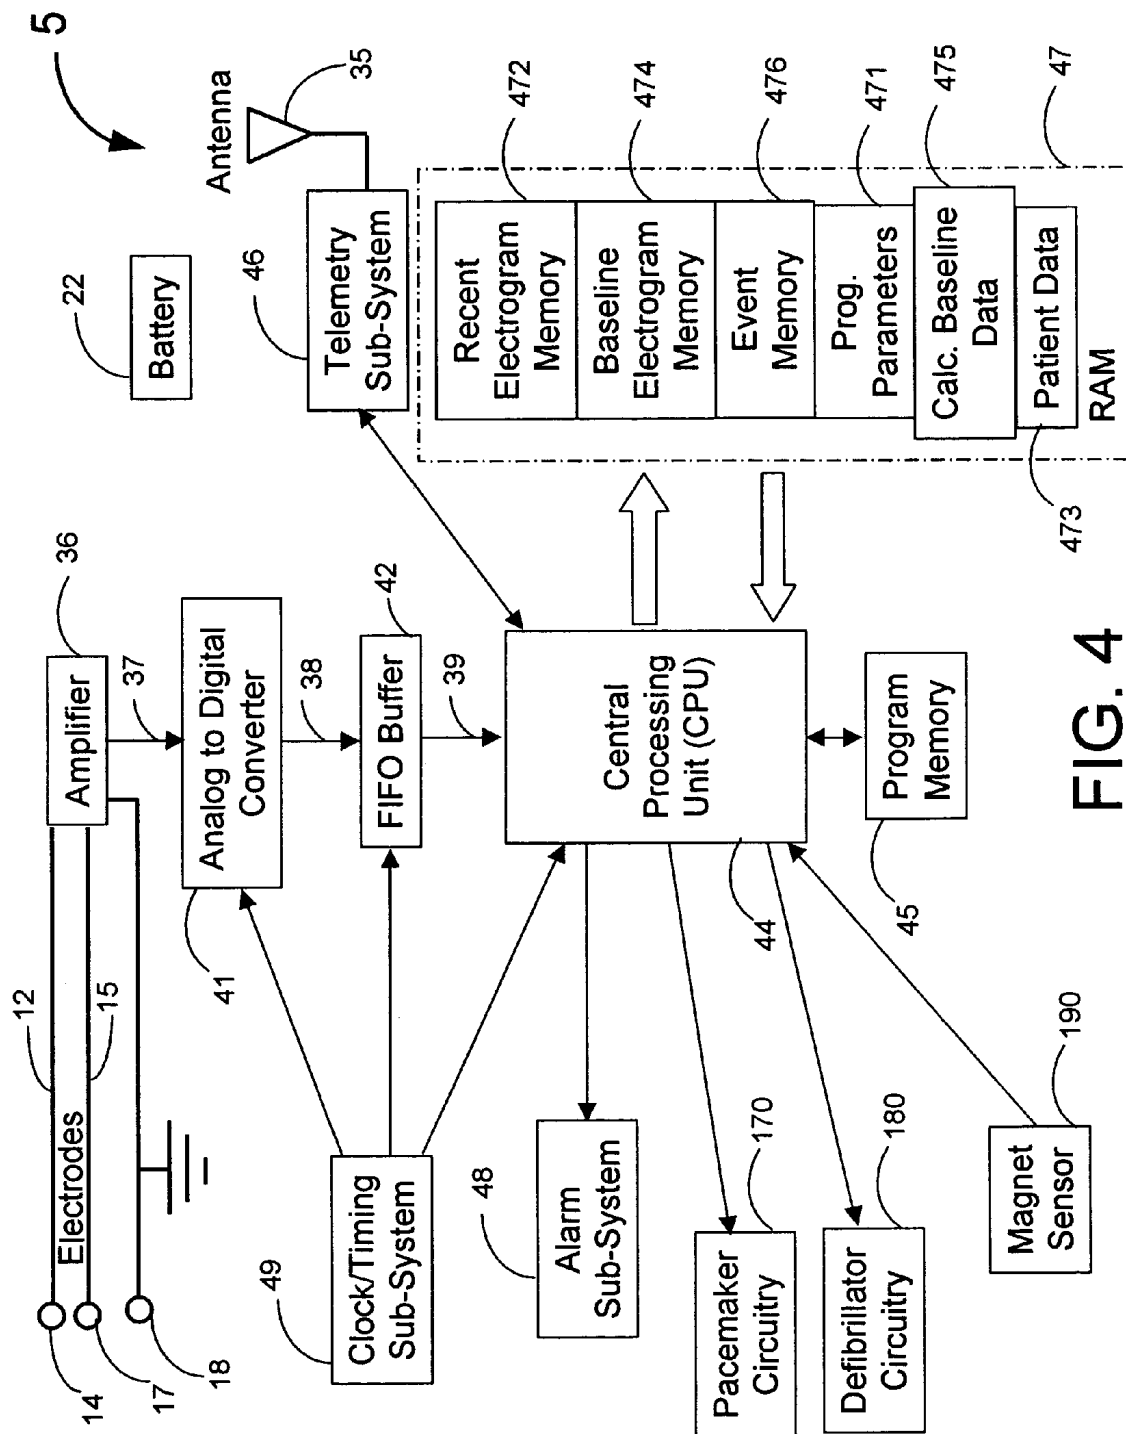 5
Electrodes
12
15
14
17
18
Amplifier
36
37
Analog to Digital
Converter
41
38
FIFO Buffer
42
39
Battery
22
Antenna
35
Telemetry
Sub-System
46
Clock/Timing
Sub-System
49
Central
Processing
Unit (CPU)
44
Alarm
Sub-System
48
Pacemaker
Circuitry
170
Defibrillator
Circuitry
180
Magnet
Sensor
190
Program
Memory
45
Recent
Electrogram
Memory
472
Baseline
Electrogram Memory
474
Event
Memory
476
Prog.
Parameters
471
Calc. Baseline
Data
475
Patient Data
473
RAM
47
FIG. 4